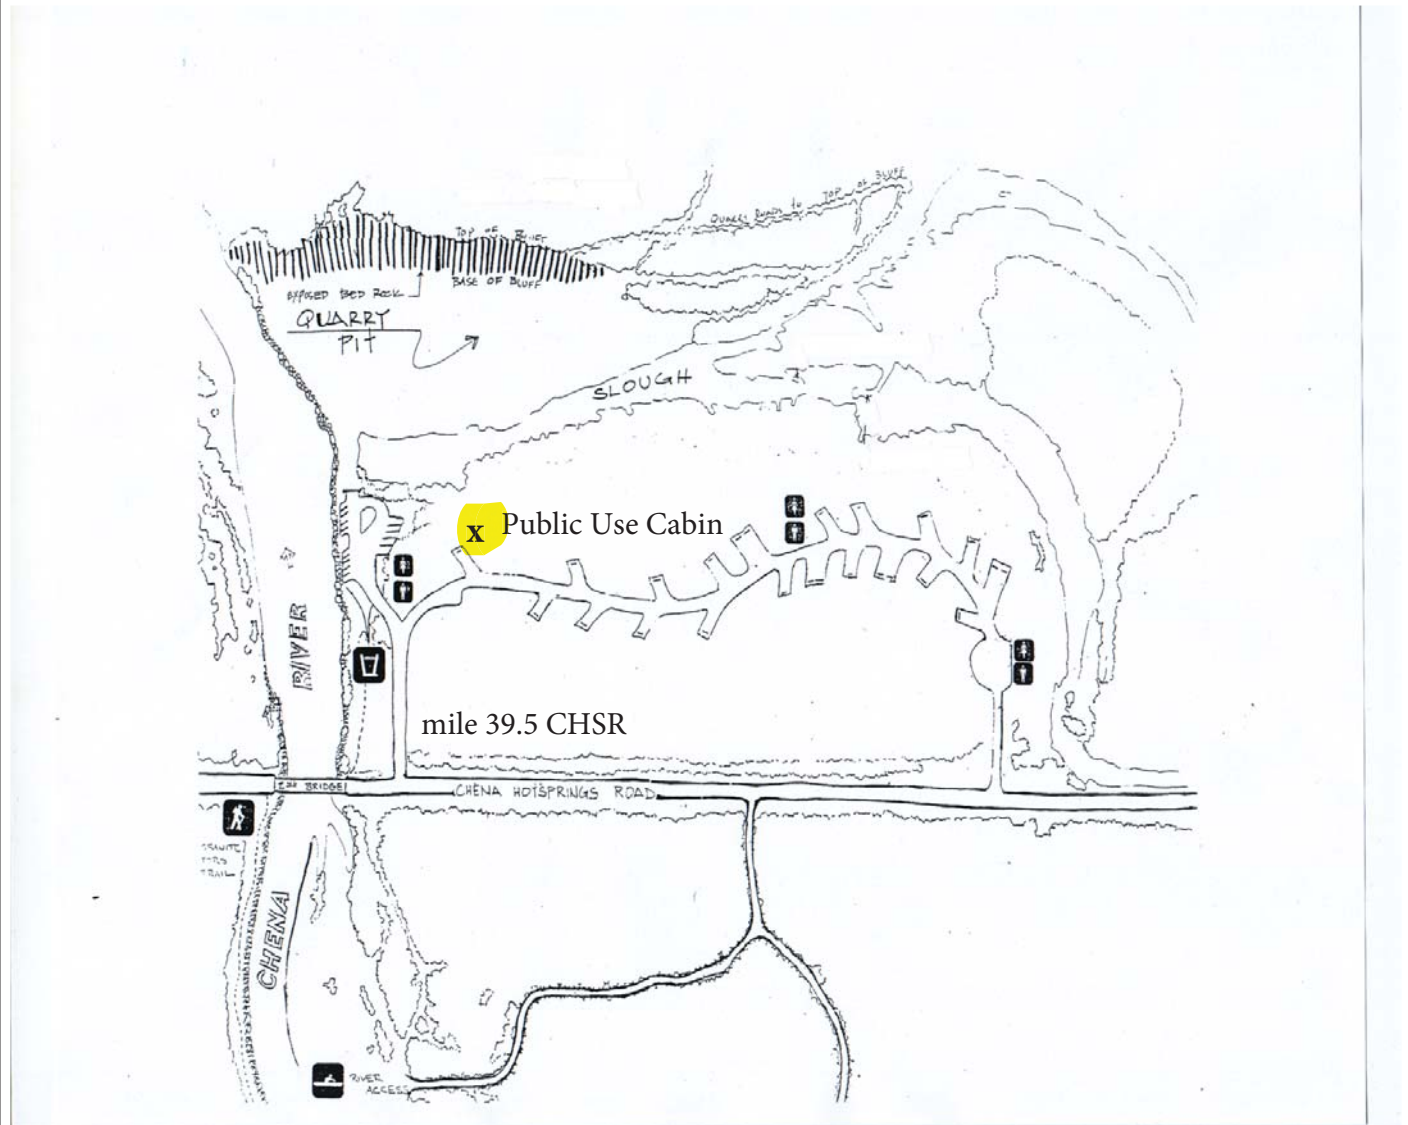 QUARRY ROADS TO TOP OF BLUFF
TOP OF BLUFF
BASE OF BLUFF
EXPOSED BED ROCK
QUARRY
PIT
SLOUGH
x Public Use Cabin
RIVER
mile 39.5 CHSR
BRIDGE
CHENA HOTSPRINGS ROAD
TRAIL
CHENA
RIVER
ACCESS